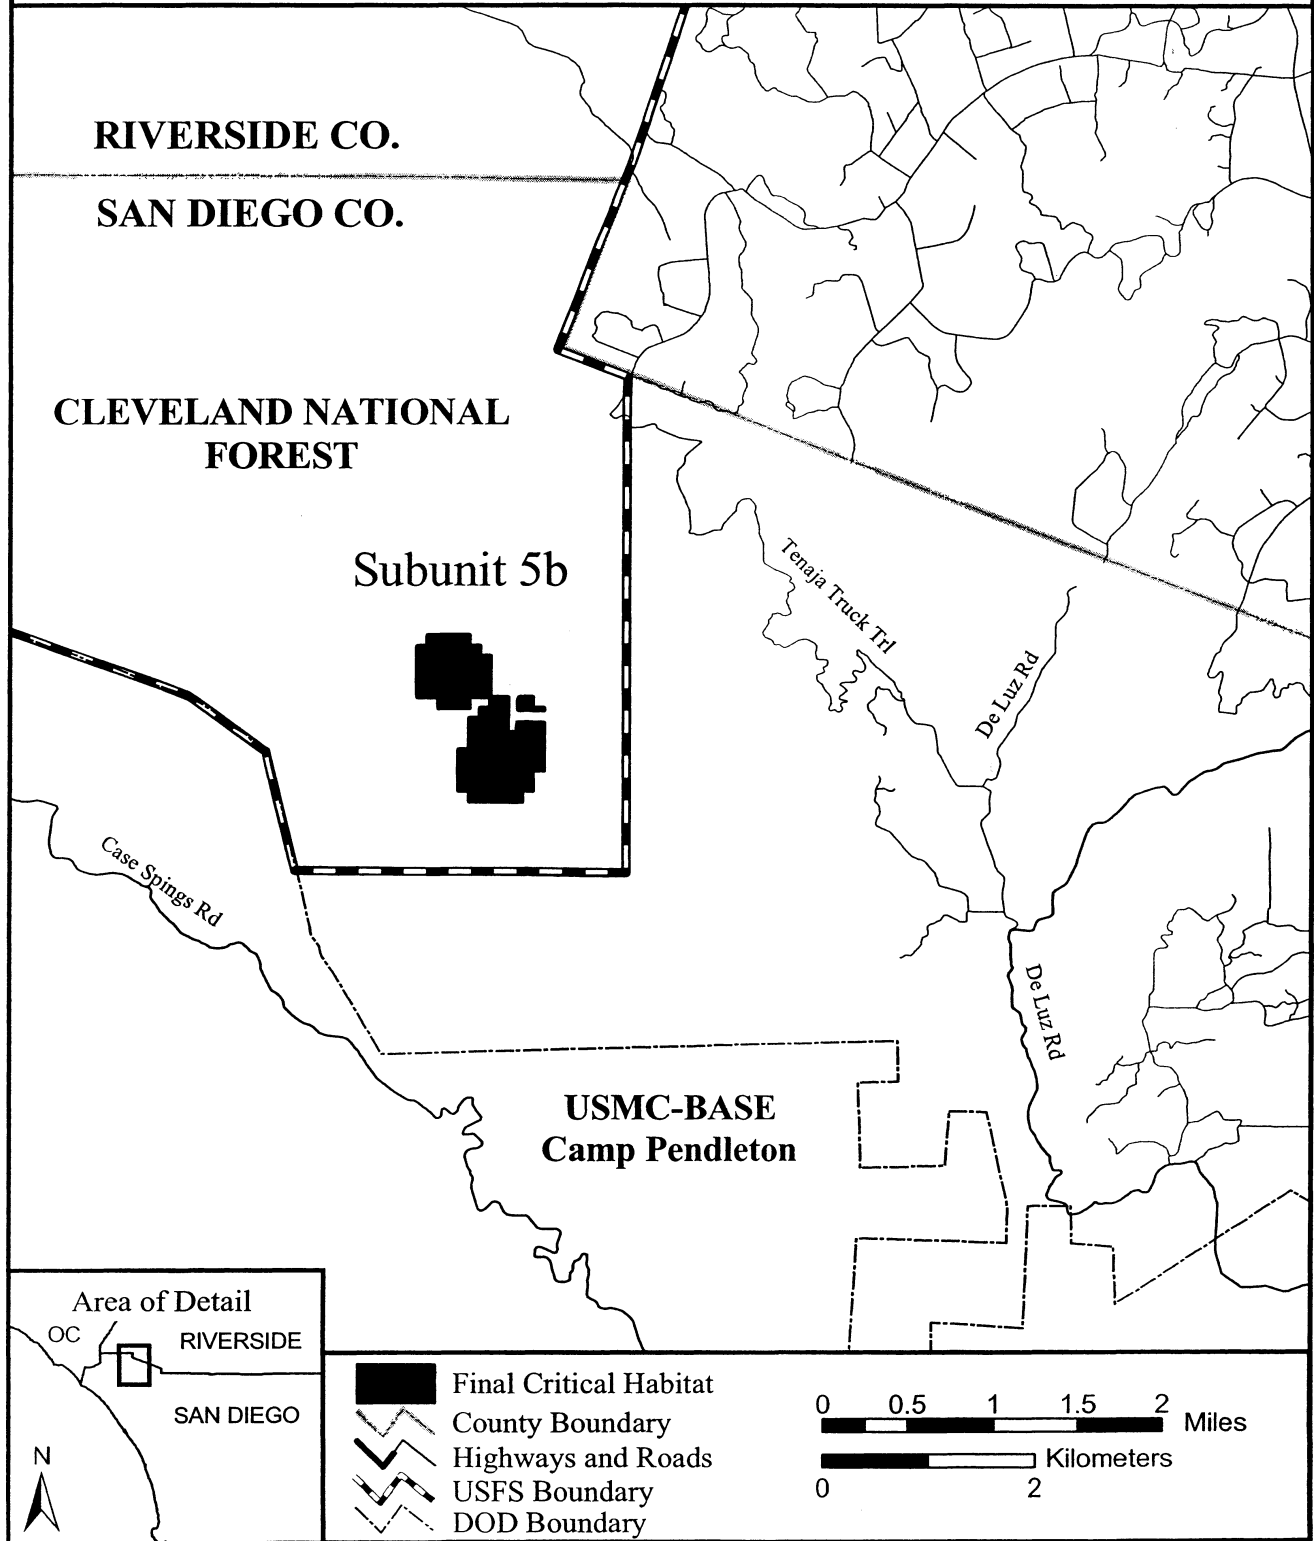 RIVERSIDE CO.
SAN DIEGO CO.
CLEVELAND NATIONAL
FOREST
Subunit 5b
Tenaja Truck Trl
De Luz Rd
Case Spings Rd
De Luz Rd
USMC-BASE
Camp Pendleton
Area of Detail
OC
RIVERSIDE
SAN DIEGO
N
Final Critical Habitat
County Boundary
Highways and Roads
USFS Boundary
DOD Boundary
0 0.5 1 1.5 2
Miles
Kilometers
0 2